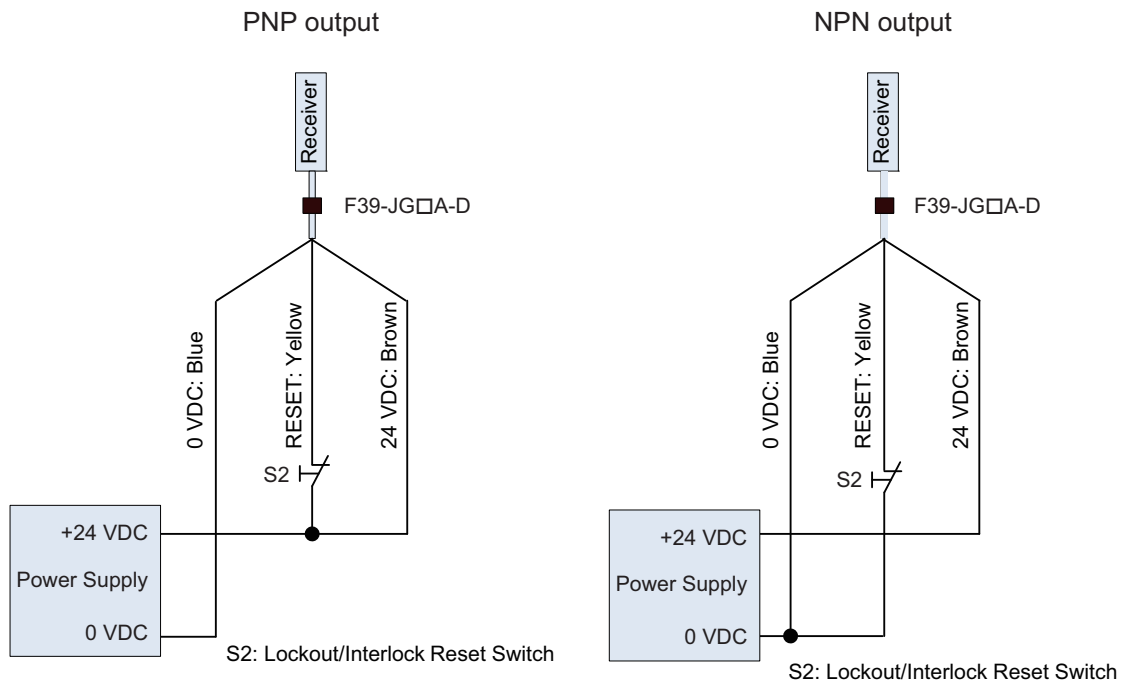 PNP output
Receiver
F39-JG□A-D
0 VDC: Blue
RESET: Yellow
24 VDC: Brown
S2
+24 VDC
Power Supply
0 VDC
S2: Lockout/Interlock Reset Switch
NPN output
Receiver
F39-JG□A-D
0 VDC: Blue
RESET: Yellow
24 VDC: Brown
S2
+24 VDC
Power Supply
0 VDC
S2: Lockout/Interlock Reset Switch